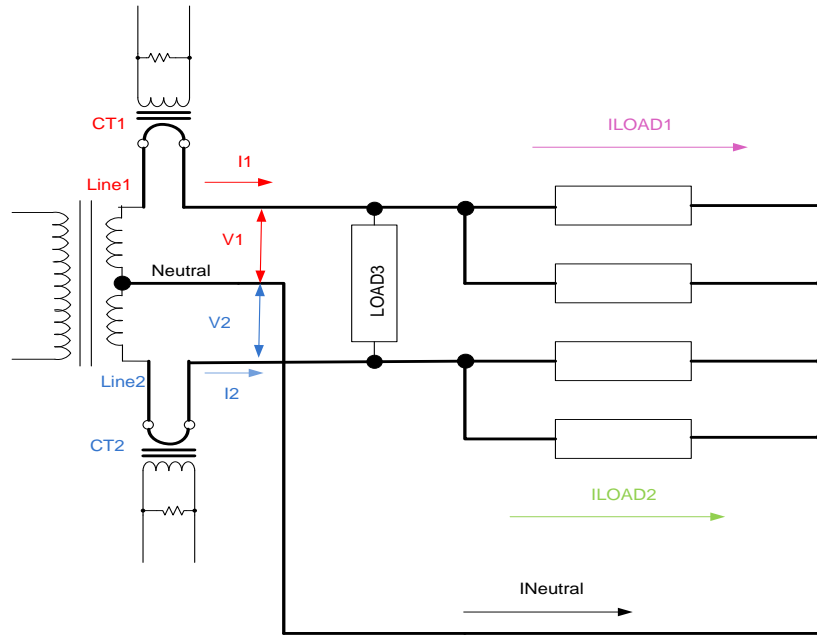 CT1
ILOAD1
I1
Line1
V1
Neutral
LOAD3
V2
Line2
I2
CT2
ILOAD2
INeutral